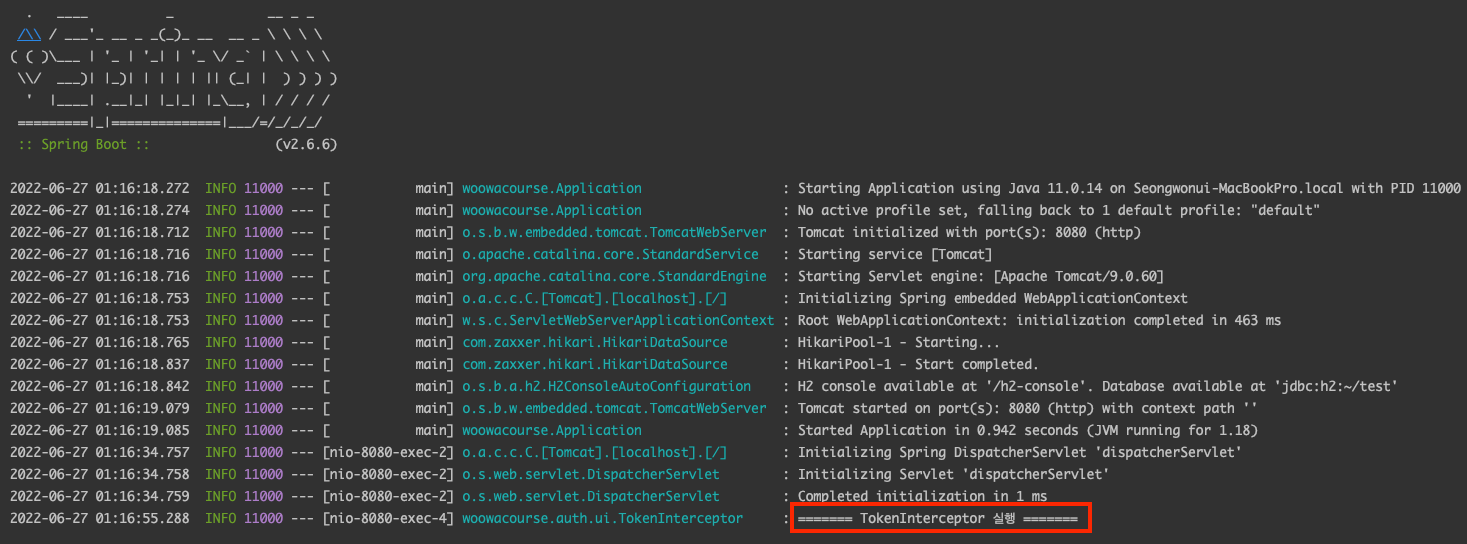 .   ____          _            __ _ _
 /\\ / ___'_ __ _ _(_)_ __  __ _ \ \ \ \
( ( )\___ | '_ | '_| | '_ \/ _` | \ \ \ \
 \\/  ___)| |_)| | | | | || (_| |  ) ) ) )
  '  |____| .__|_| |_|_| |_\__, | / / / /
 =========|_|==============|___/=/_/_/_/
 :: Spring Boot ::                (v2.6.6)
2022-06-27 01:16:18.272  INFO 11000 --- [           main] woowacourse.Application                  : Starting Application using Java 11.0.14 on Seongwonui-MacBookPro.local with PID 11000
2022-06-27 01:16:18.274  INFO 11000 --- [           main] woowacourse.Application                  : No active profile set, falling back to 1 default profile: "default"
2022-06-27 01:16:18.712  INFO 11000 --- [           main] o.s.b.w.embedded.tomcat.TomcatWebServer  : Tomcat initialized with port(s): 8080 (http)
2022-06-27 01:16:18.716  INFO 11000 --- [           main] o.apache.catalina.core.StandardService   : Starting service [Tomcat]
2022-06-27 01:16:18.716  INFO 11000 --- [           main] org.apache.catalina.core.StandardEngine  : Starting Servlet engine: [Apache Tomcat/9.0.60]
2022-06-27 01:16:18.753  INFO 11000 --- [           main] o.a.c.c.C.[Tomcat].[localhost].[/]       : Initializing Spring embedded WebApplicationContext
2022-06-27 01:16:18.753  INFO 11000 --- [           main] w.s.c.ServletWebServerApplicationContext : Root WebApplicationContext: initialization completed in 463 ms
2022-06-27 01:16:18.765  INFO 11000 --- [           main] com.zaxxer.hikari.HikariDataSource       : HikariPool-1 - Starting...
2022-06-27 01:16:18.837  INFO 11000 --- [           main] com.zaxxer.hikari.HikariDataSource       : HikariPool-1 - Start completed.
2022-06-27 01:16:18.842  INFO 11000 --- [           main] o.s.b.a.h2.H2ConsoleAutoConfiguration    : H2 console available at '/h2-console'. Database available at 'jdbc:h2:~/test'
2022-06-27 01:16:19.079  INFO 11000 --- [           main] o.s.b.w.embedded.tomcat.TomcatWebServer  : Tomcat started on port(s): 8080 (http) with context path ''
2022-06-27 01:16:19.085  INFO 11000 --- [           main] woowacourse.Application                  : Started Application in 0.942 seconds (JVM running for 1.18)
2022-06-27 01:16:34.757  INFO 11000 --- [nio-8080-exec-2] o.a.c.c.C.[Tomcat].[localhost].[/]       : Initializing Spring DispatcherServlet 'dispatcherServlet'
2022-06-27 01:16:34.758  INFO 11000 --- [nio-8080-exec-2] o.s.web.servlet.DispatcherServlet        : Initializing Servlet 'dispatcherServlet'
2022-06-27 01:16:34.759  INFO 11000 --- [nio-8080-exec-2] o.s.web.servlet.DispatcherServlet        : Completed initialization in 1 ms
2022-06-27 01:16:55.288  INFO 11000 --- [nio-8080-exec-4] woowacourse.auth.ui.TokenInterceptor     : ======= TokenInterceptor 실행 =======